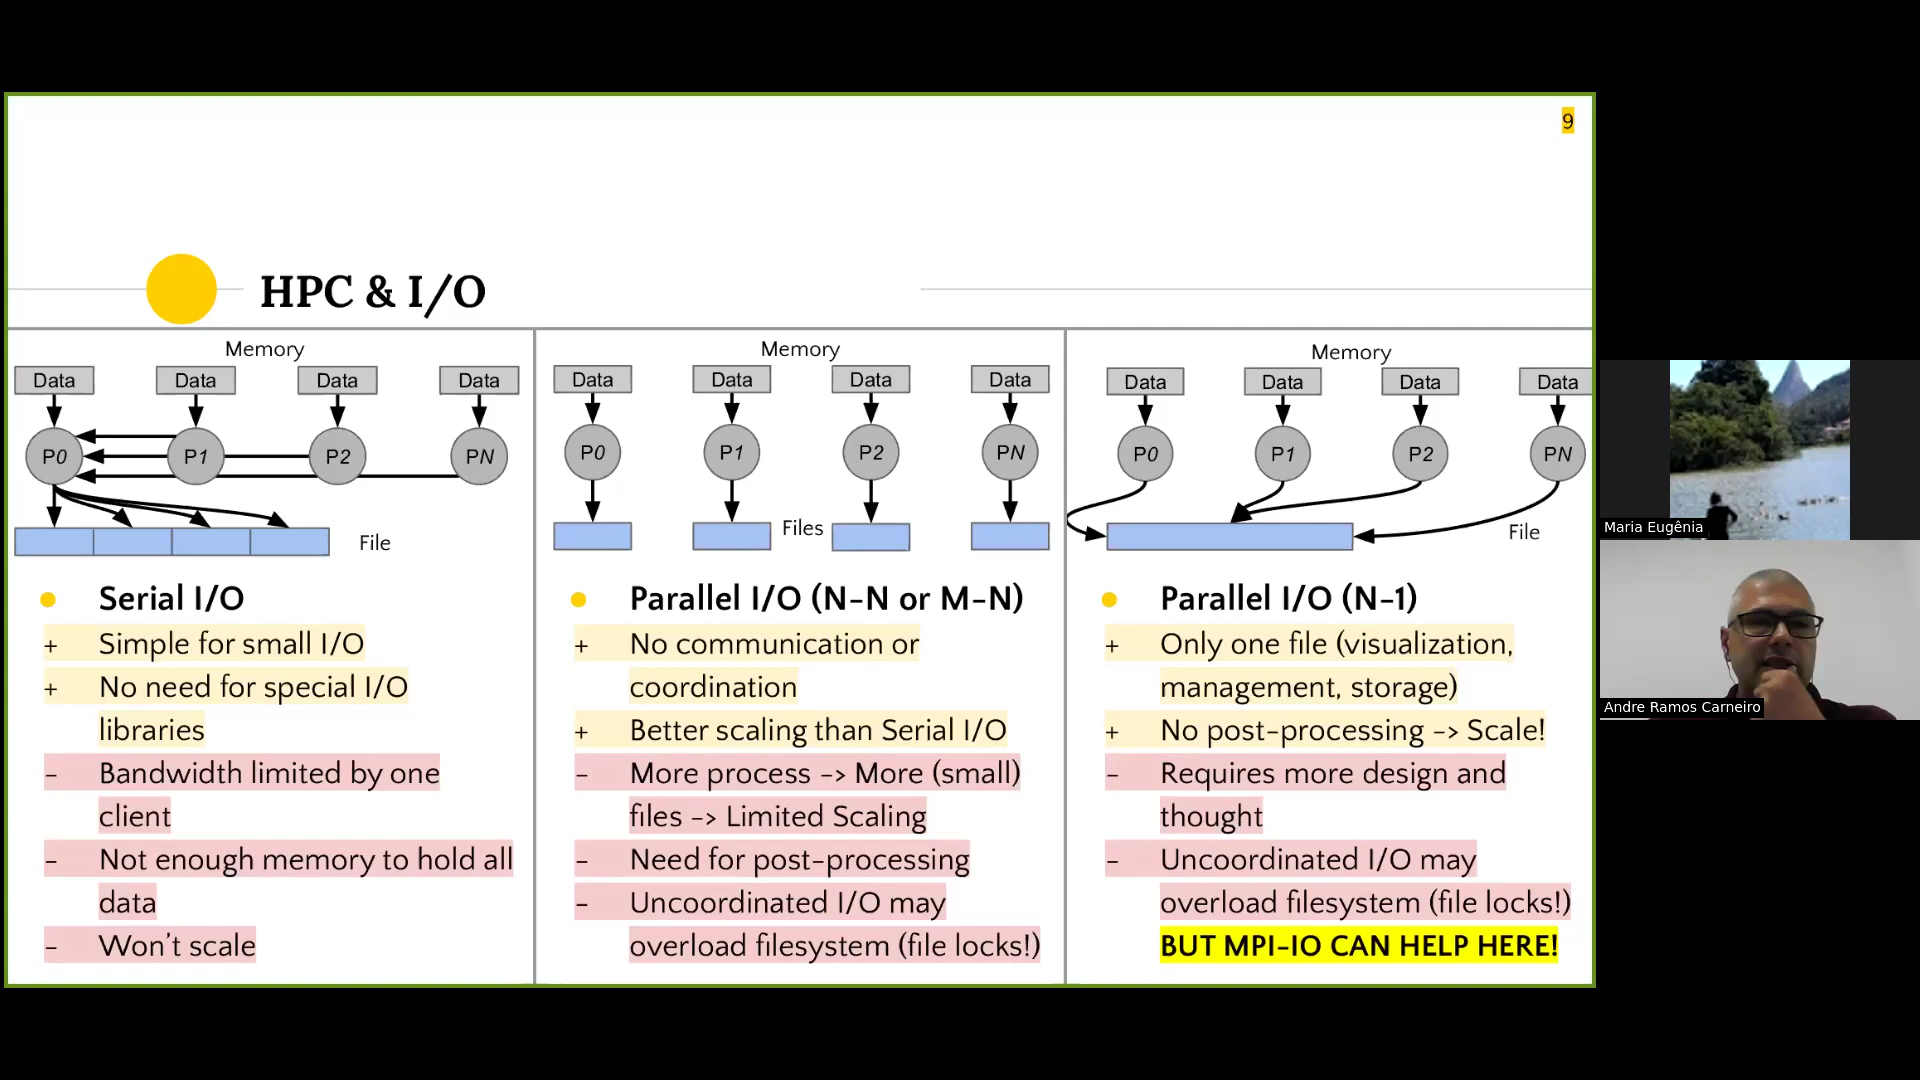 9
HPC & I/O
Memory
Data Data Data Data
P0 P1 P2 PN
File
Serial I/O
+ Simple for small I/O
+ No need for special I/O
libraries
– Bandwidth limited by one
client
– Not enough memory to hold all
data
– Won't scale
Memory
Data Data Data Data
P0 P1 P2 PN
Files
Parallel I/O (N-N or M-N)
+ No communication or
coordination
+ Better scaling than Serial I/O
– More process -> More (small)
files -> Limited Scaling
– Need for post-processing
– Uncoordinated I/O may
overload filesystem (file locks!)
Memory
Data Data Data Data
P0 P1 P2 PN
File
Parallel I/O (N-1)
+ Only one file (visualization,
management, storage)
+ No post-processing -> Scale!
– Requires more design and
thought
– Uncoordinated I/O may
overload filesystem (file locks!)
BUT MPI-IO CAN HELP HERE!
Maria Eugênia
Andre Ramos Carneiro